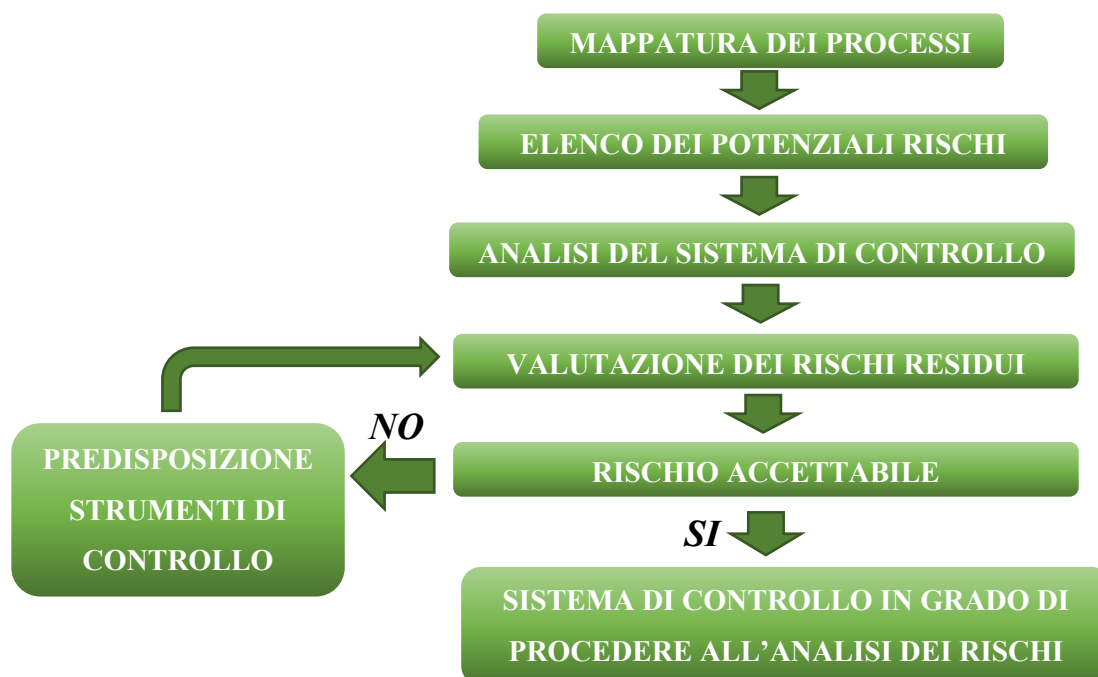 MAPPATURA DEI PROCESSI
ELENCO DEI POTENZIALI RISCHI
ANALISI DEL SISTEMA DI CONTROLLO
VALUTAZIONE DEI RISCHI RESIDUI
NO
PREDISPOSIZIONE
STRUMENTI DI
CONTROLLO
RISCHIO ACCETTABILE
SI
SISTEMA DI CONTROLLO IN GRADO DI
PROCEDERE ALL’ANALISI DEI RISCHI